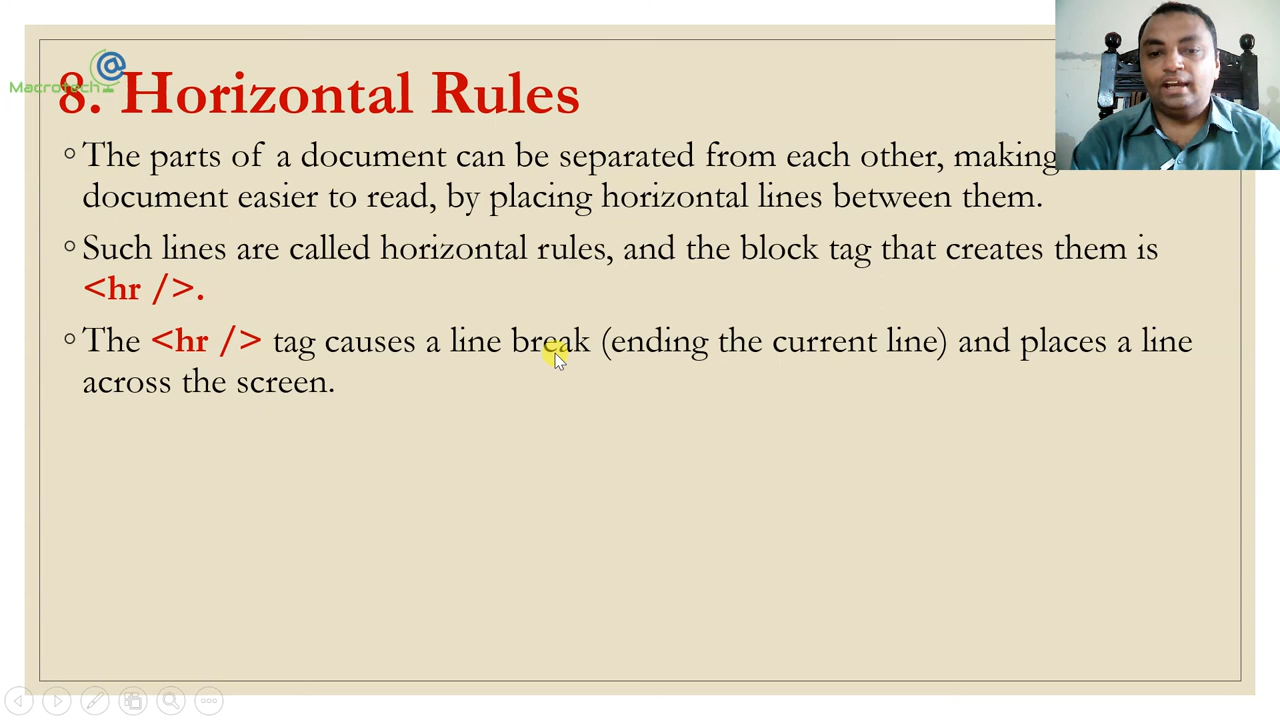 Macrotech
8. Horizontal Rules
The parts of a document can be separated from each other, making
document easier to read, by placing horizontal lines between them.
Such lines are called horizontal rules, and the block tag that creates them is
<hr />.
The <hr /> tag causes a line break (ending the current line) and places a line
across the screen.